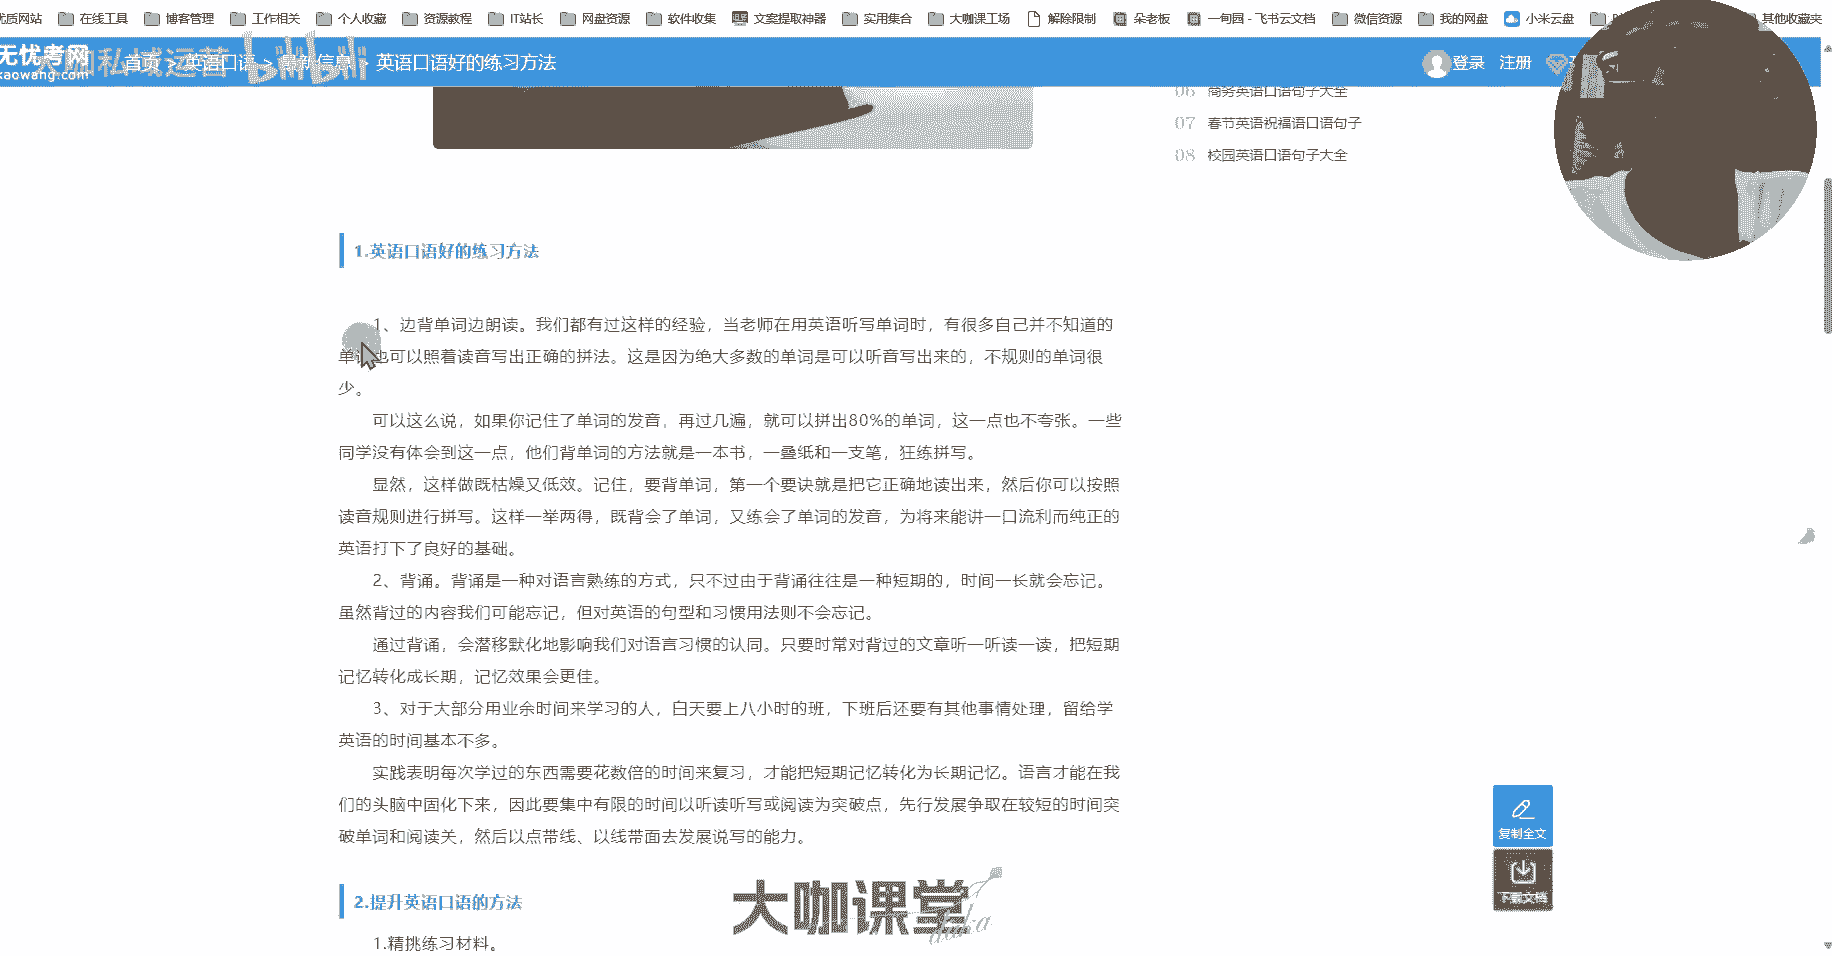 优质网站 在线工具 博客管理 工作相关 个人收藏 资源教程 IT站长 网盘资源 软件收集 文案提取神器 实用集合 大咖课工场 解除限制 朵老板 一甸园 - 飞书云文档 微信资源 我的网盘 小米云盘 其他收藏夹
无忧考网
kaowang.com
大咖私域运营 bilibili
首页 > 英语口语 > 最新信息 > 英语口语好的练习方法
登录 注册
06 商务英语口语句子大全
07 春节英语祝福语口语句子
08 校园英语口语句子大全
1.英语口语好的练习方法
1、边背单词边朗读。我们都有过这样的经验，当老师在用英语听写单词时，有很多自己并不知道的
单词也可以照着读音写出正确的拼法。这是因为绝大多数的单词是可以听音写出来的，不规则的单词很
少。
可以这么说，如果你记住了单词的发音，再过几遍，就可以拼出80%的单词，这一点也不夸张。一些
同学没有体会到这一点，他们背单词的方法就是一本书，一叠纸和一支笔，狂练拼写。
显然，这样做既枯燥又低效。记住，要背单词，第一个要诀就是把它正确地读出来，然后你可以按照
读音规则进行拼写。这样一举两得，既背会了单词，又练会了单词的发音，为将来能讲一口流利而纯正的
英语打下了良好的基础。
2、背诵。背诵是一种对语言熟练的方式，只不过由于背诵往往是一种短期的，时间一长就会忘记。
虽然背过的内容我们可能忘记，但对英语的句型和习惯用法则不会忘记。
通过背诵，会潜移默化地影响我们对语言习惯的认同。只要时常对背过的文章听一听读一读，把短期
记忆转化成长期，记忆效果会更佳。
3、对于大部分用业余时间来学习的人，白天要上八小时的班，下班后还要有其他事情处理，留给学
英语的时间基本不多。
实践表明每次学过的东西需要花数倍的时间来复习，才能把短期记忆转化为长期记忆。语言才能在我
们的头脑中固化下来，因此要集中有限的时间以听读听写或阅读为突破点，先行发展争取在较短的时间突
破单词和阅读关，然后以点带线、以线带面去发展说写的能力。
复制全文
下载文档
2.提升英语口语的方法
大咖课堂
daka
1.精挑练习材料。